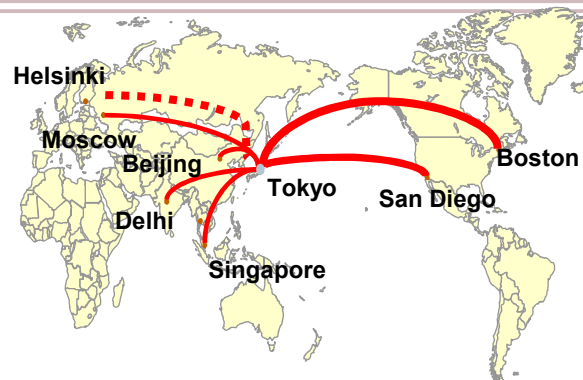 Helsinki
Moscow
Beijing
Boston
Tokyo
San Diego
Delhi
Singapore